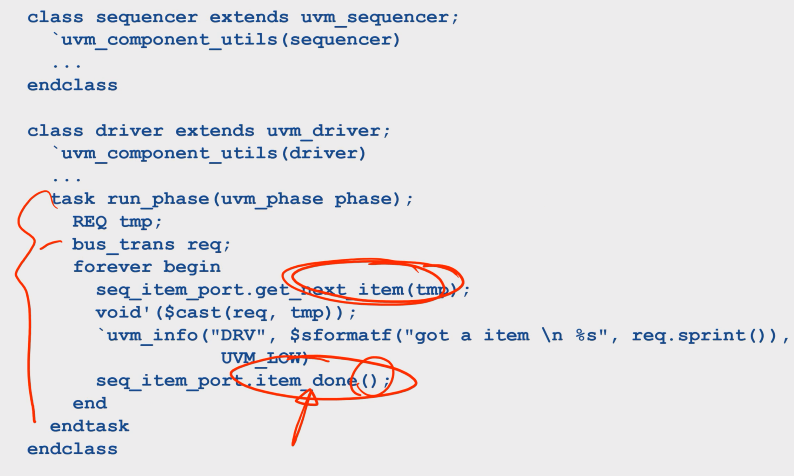 class sequencer extends uvm_sequencer;
`uvm_component_utils(sequencer)
...
endclass
class driver extends uvm_driver;
`uvm_component_utils(driver)
...
task run_phase(uvm_phase phase);
REQ tmp;
bus_trans req;
forever begin
seq_item_port.get_next_item(tmp);
void'($cast(req, tmp));
`uvm_info("DRV", $sformatf("got a item \n %s", req.sprint()),
UVM_LOW)
seq_item_port.item_done();
end
endtask
endclass